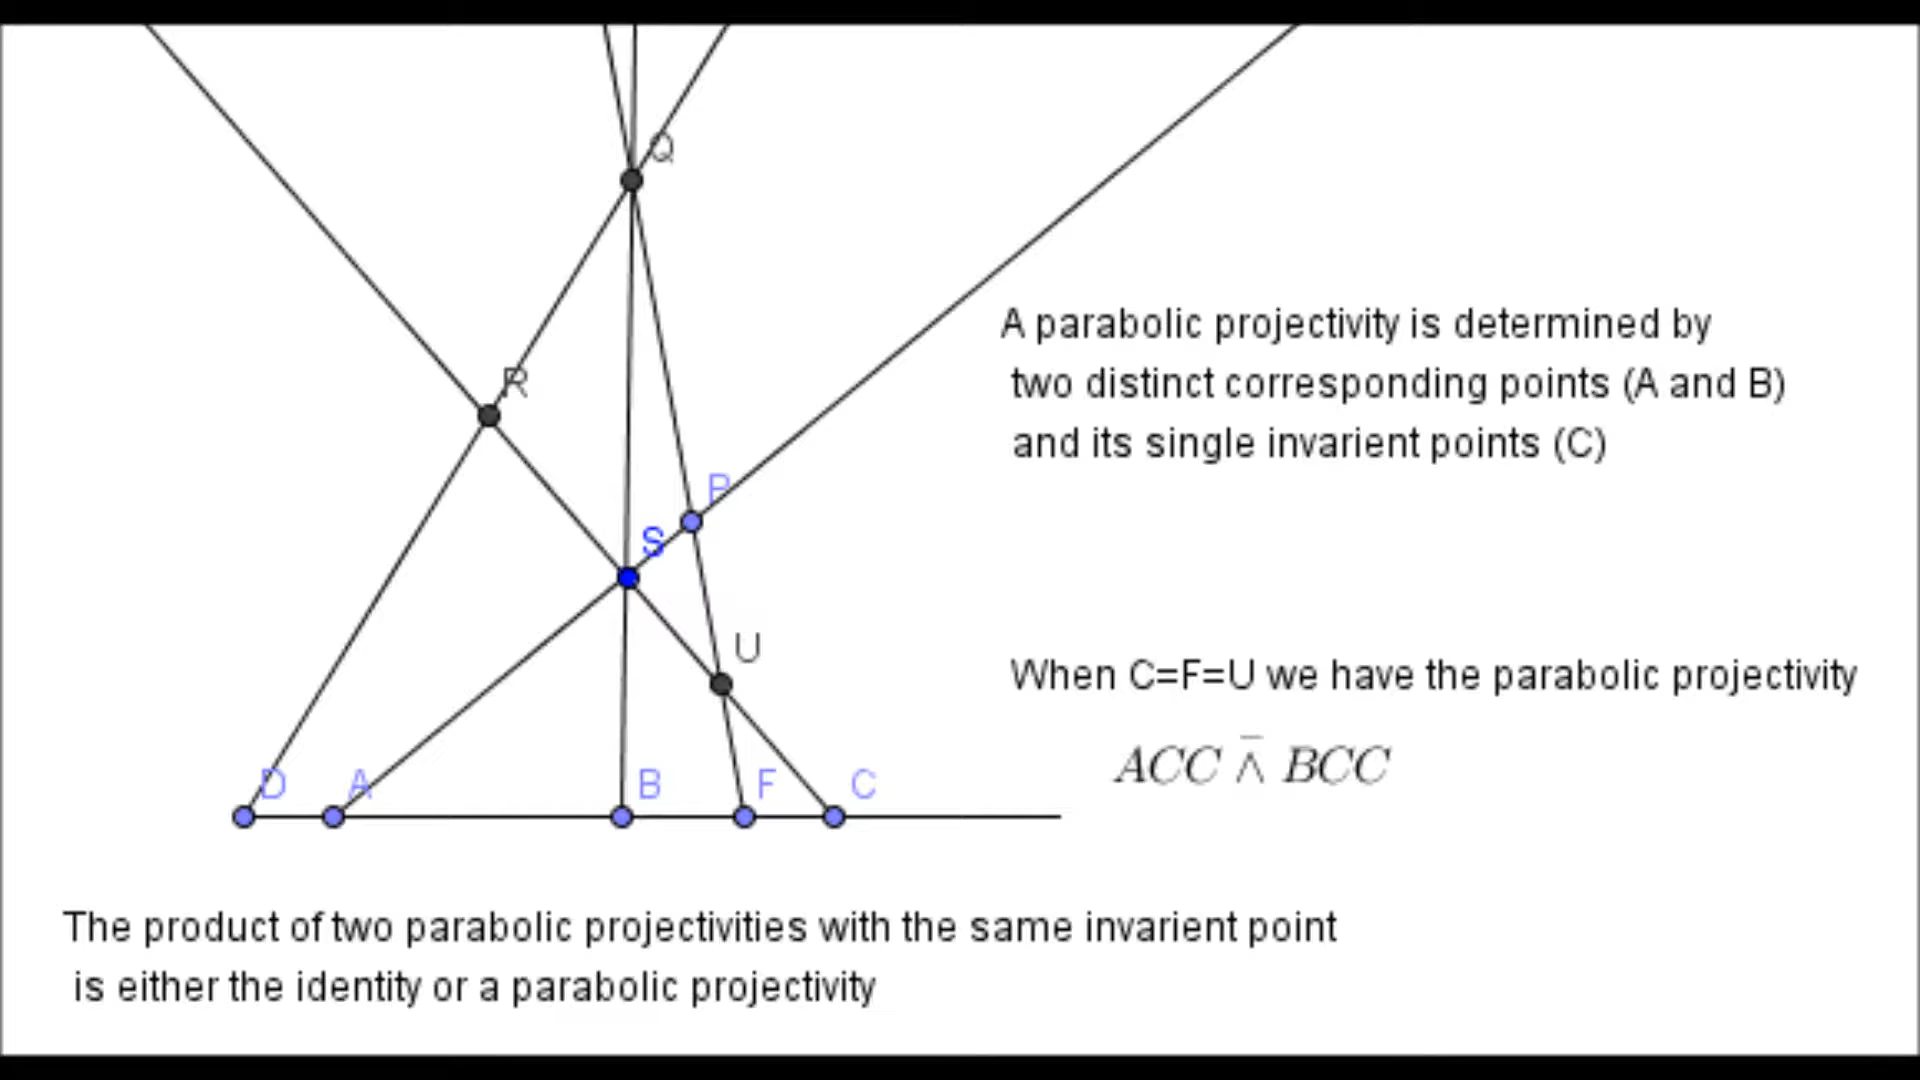 Q
R
A parabolic projectivity is determined by
two distinct corresponding points (A and B)
and its single invarient points (C)
P
S
U
When C=F=U we have the parabolic projectivity
ACC ⊼ BCC
D A B F C
The product of two parabolic projectivities with the same invarient point
is either the identity or a parabolic projectivity